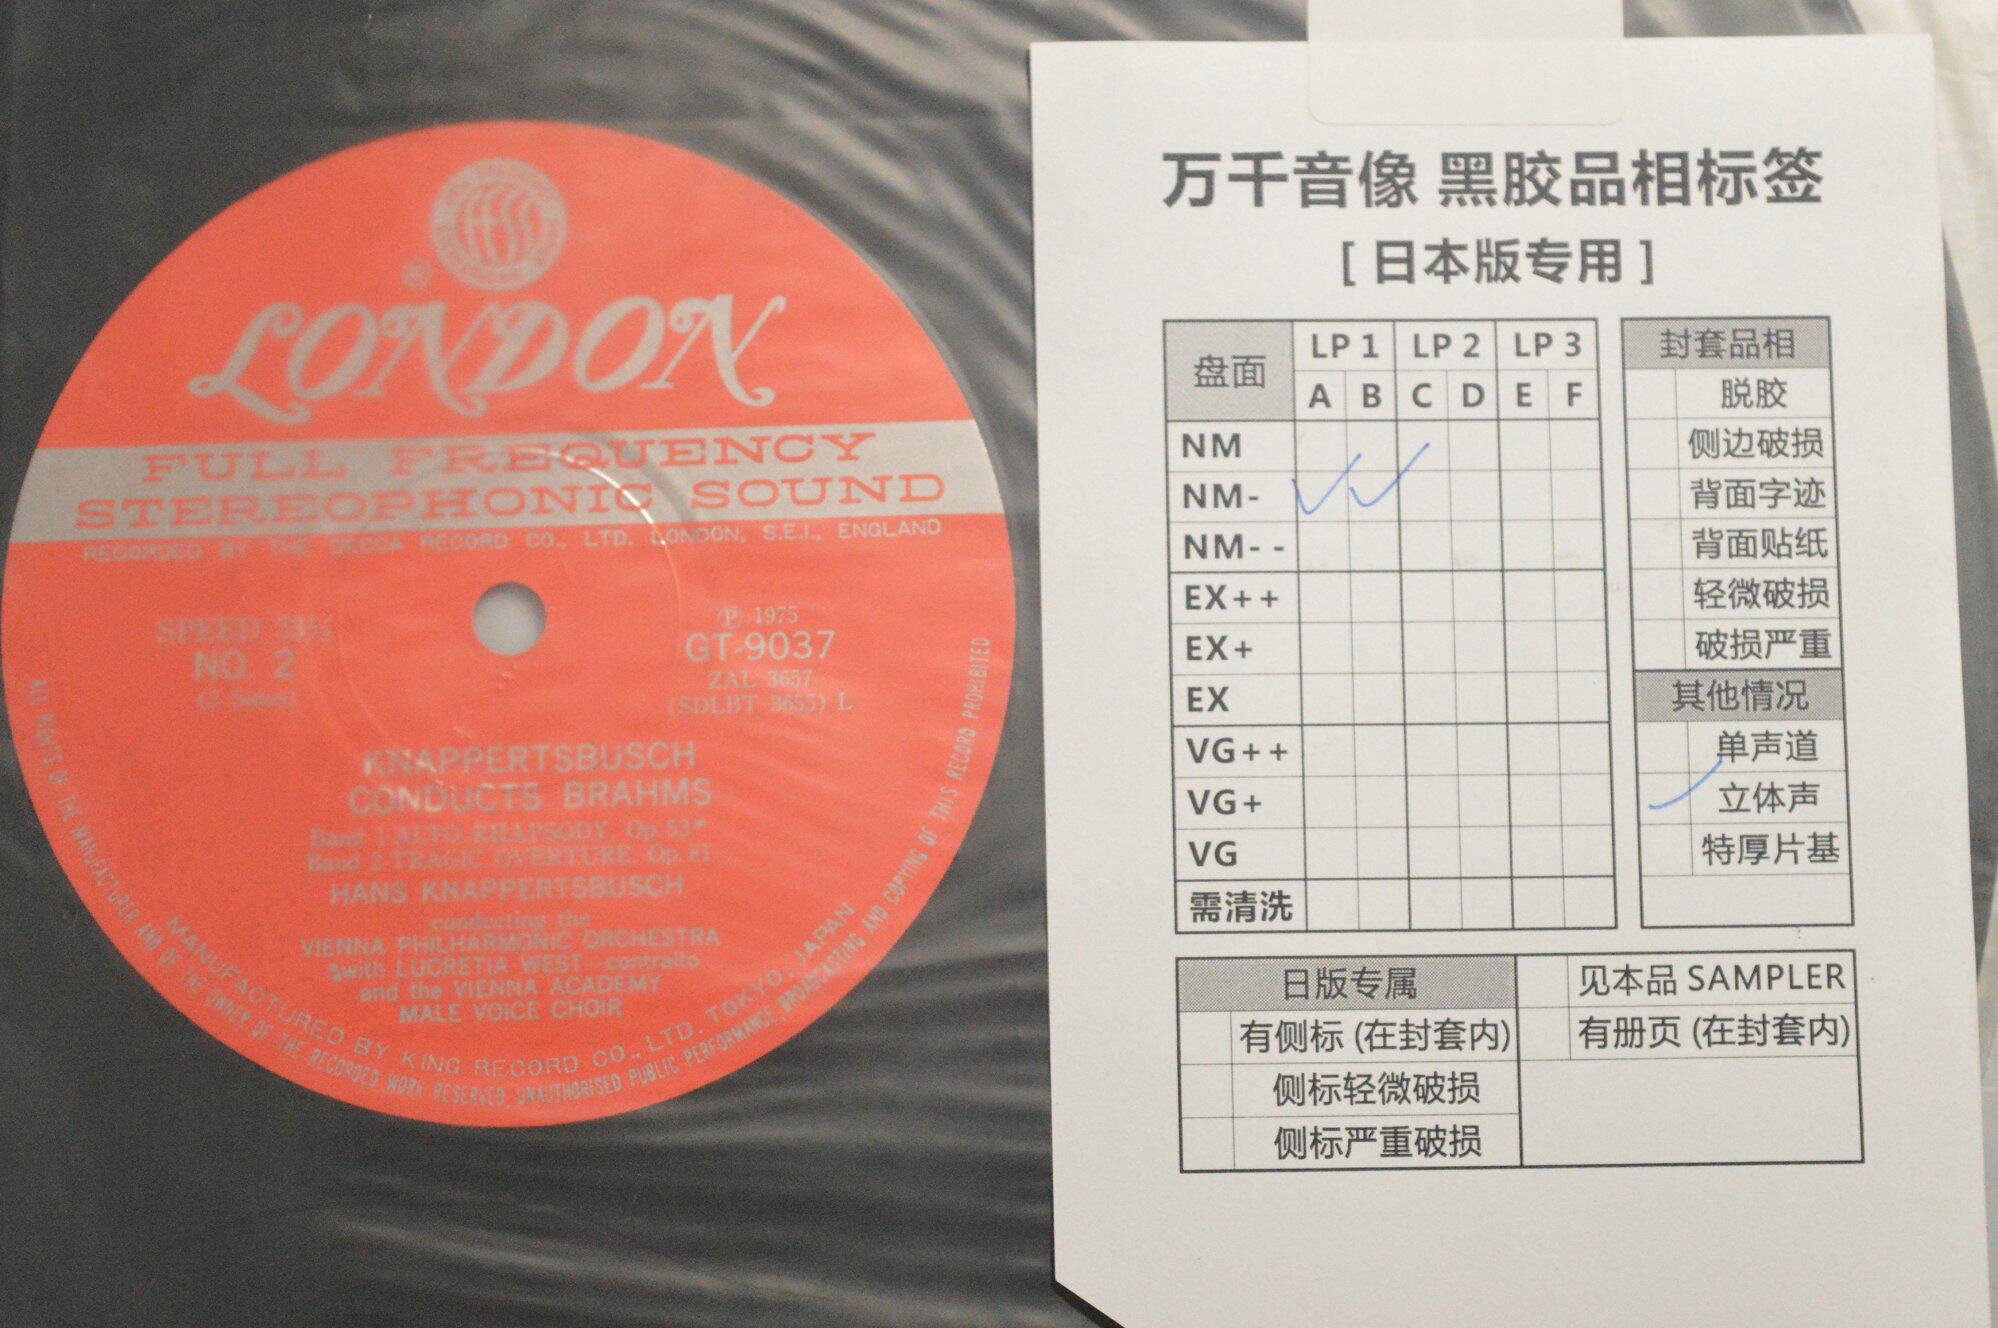 ffss
®
LONDON
FULL FREQUENCY
STEREOPHONIC SOUND
RECORDED BY THE DECCA RECORD CO., LTD. LONDON, S.E.I., ENGLAND
SPEED 33⅓
NO. 2
(2 Sides)
Ⓟ 1975
GT-9037
ZAL 3657
(SDLBT 3655) L
KNAPPERTSBUSCH
CONDUCTS BRAHMS
Band 1 ALTO RHAPSODY, Op. 53*
Band 2 TRAGIC OVERTURE, Op. 81
HANS KNAPPERTSBUSCH
conducting the
VIENNA PHILHARMONIC ORCHESTRA
*with LUCRETIA WEST—contralto
and the VIENNA ACADEMY
MALE VOICE CHOIR
MANUFACTURED BY KING RECORD CO., LTD. TOKYO, JAPAN
ALL RIGHTS OF THE MANUFACTURER AND OF THE OWNER OF THE RECORDED WORK RESERVED. UNAUTHORISED PUBLIC PERFORMANCE, BROADCASTING AND COPYING OF THIS RECORD PROHIBITED
万千音像 黑胶品相标签
[ 日本版专用 ]
盘面 LP 1 LP 2 LP 3
A B C D E F
NM
NM-
NM- -
EX++
EX+
EX
VG++
VG+
VG
需清洗
封套品相
脱胶
侧边破损
背面字迹
背面贴纸
轻微破损
破损严重
其他情况
单声道
立体声
特厚片基
日版专属
有侧标 (在封套内)
侧标轻微破损
侧标严重破损
见本品 SAMPLER
有册页 (在封套内)